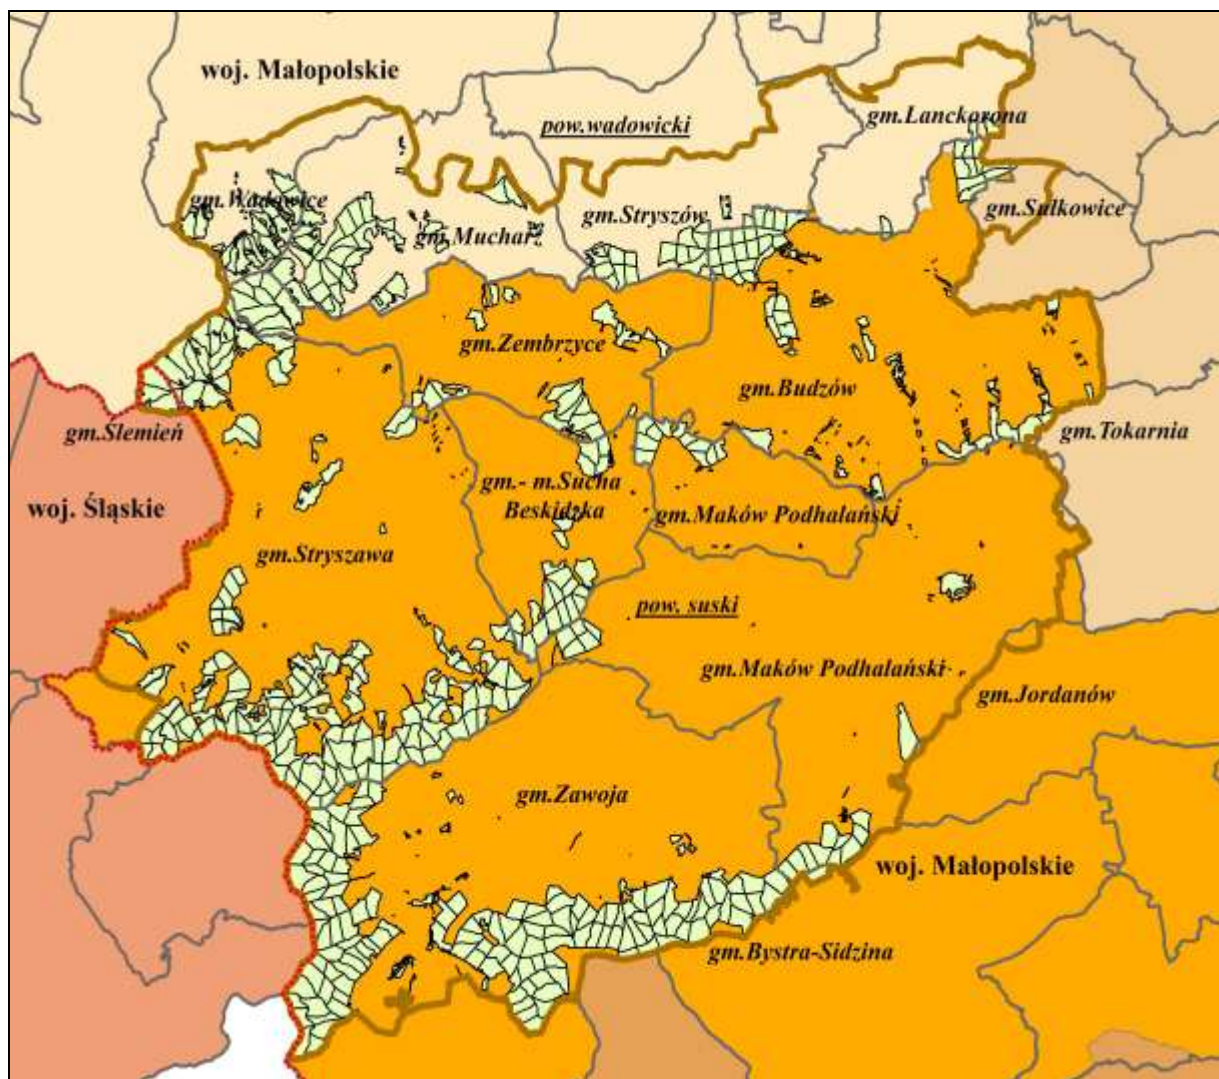 woj. Małopolskie
pow.wadowicki
gm.Lanckorona
gm.Wadowice
gm.Stryszów
gm.Sułkowice
gm.Mucharz
gm.Zembrzyce
gm.Budzów
gm.Ślemień
gm.Tokarnia
gm.- m.Sucha
Beskidzka
woj. Śląskie
gm.Maków Podhalański
gm.Stryszawa
pow. suski
gm.Maków Podhalański
gm.Jordanów
gm.Zawoja
woj. Małopolskie
gm.Bystra-Sidzina